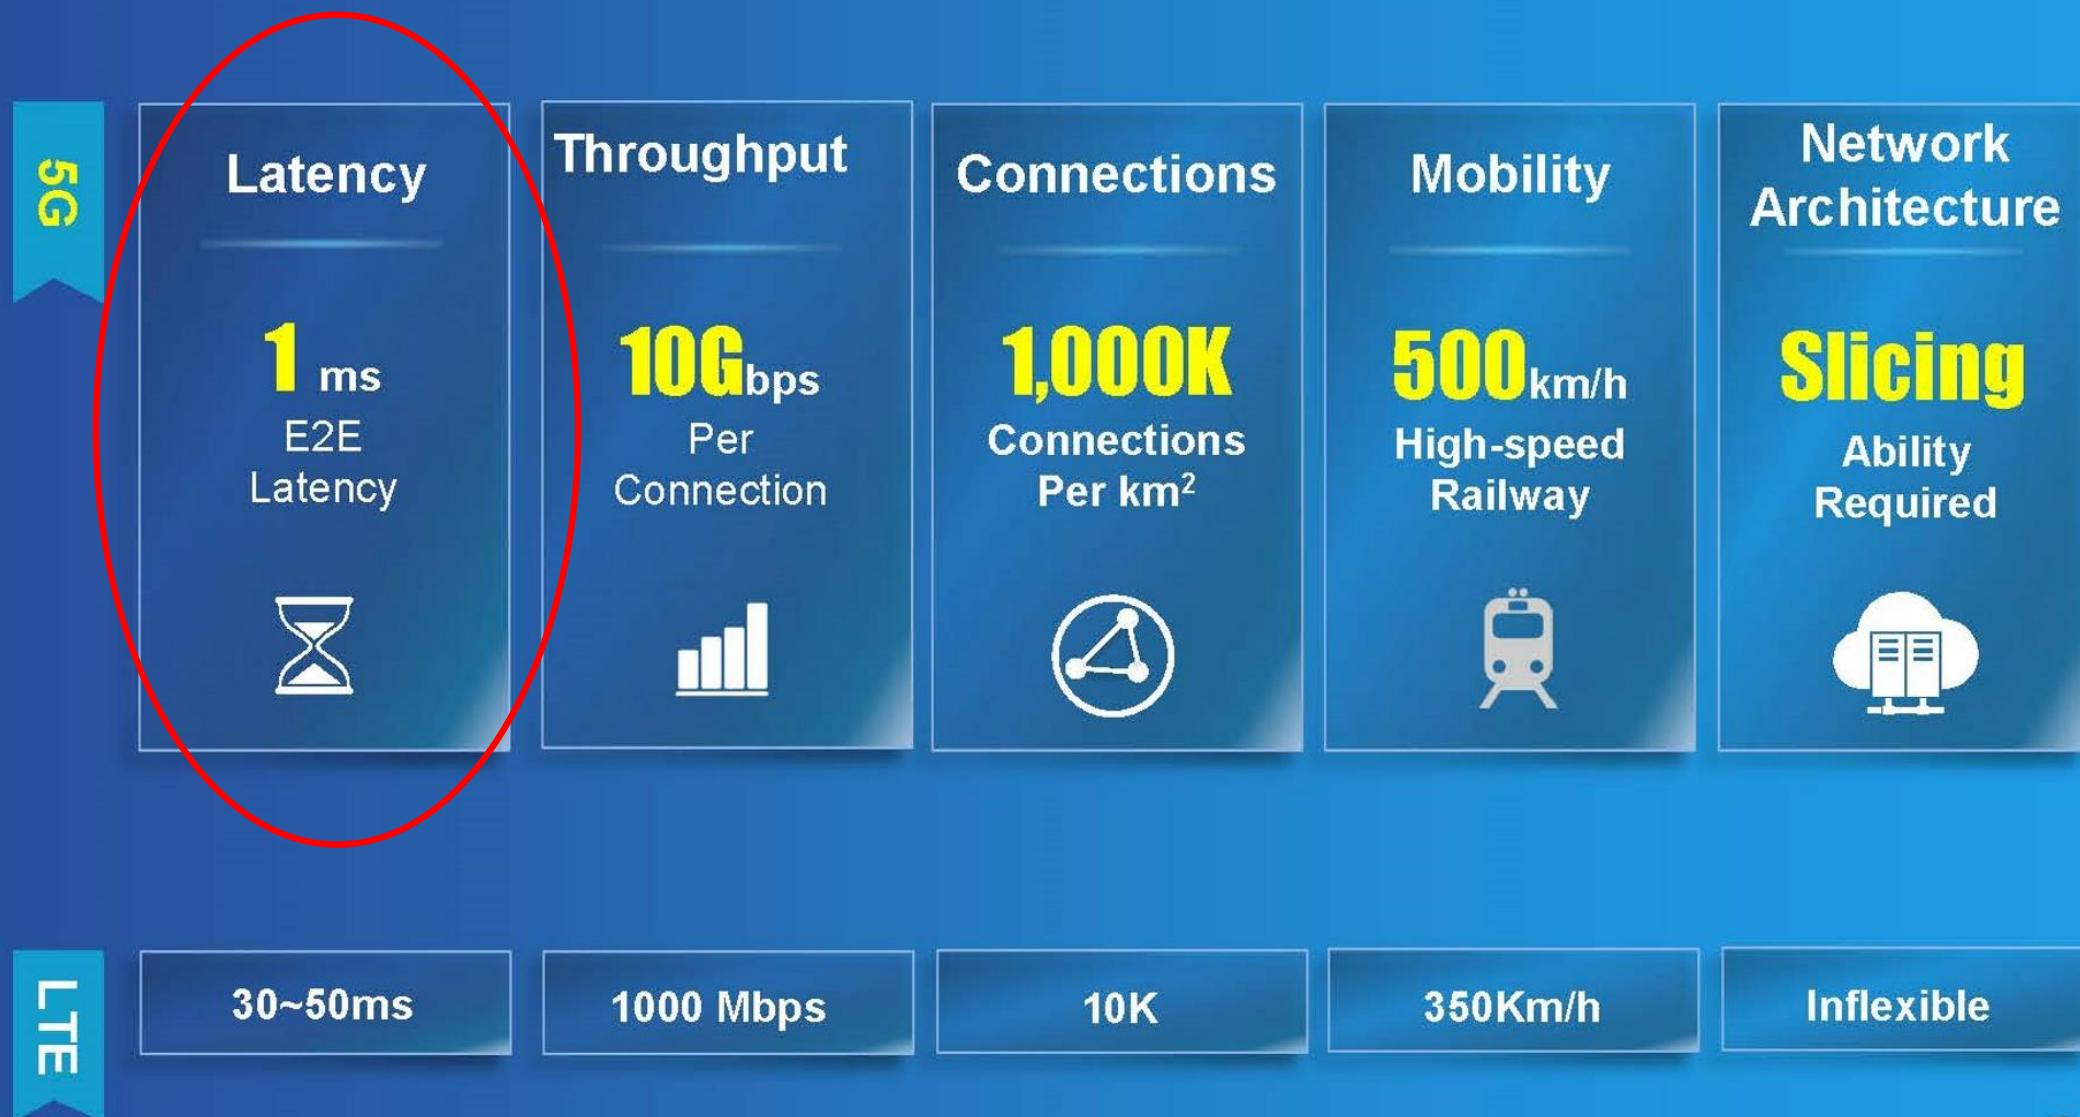 5G
Latency
1 ms
E2E
Latency
Throughput
10Gbps
Per
Connection
Connections
1,000K
Connections
Per km²
Mobility
500km/h
High-speed
Railway
Network
Architecture
Slicing
Ability
Required
LTE
30~50ms
1000 Mbps
10K
350Km/h
Inflexible